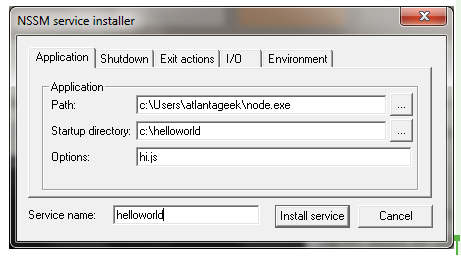 NSSM service installer
Application Shutdown Exit actions I/O Environment
Application
Path: c:\Users\atlantageek\node.exe ...
Startup directory: c:\helloworld ...
Options: hi.js
Service name: helloworld Install service Cancel